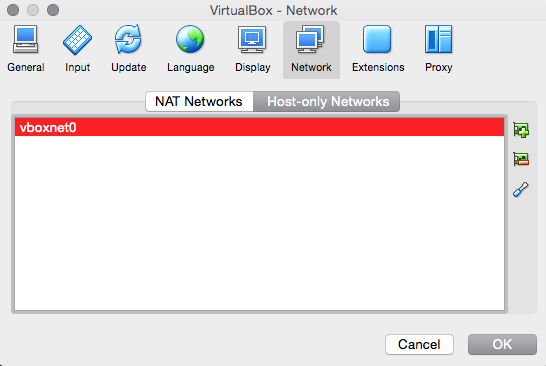 VirtualBox - Network
General Input Update Language Display Network Extensions Proxy
NAT Networks Host-only Networks
vboxnet0
Cancel OK